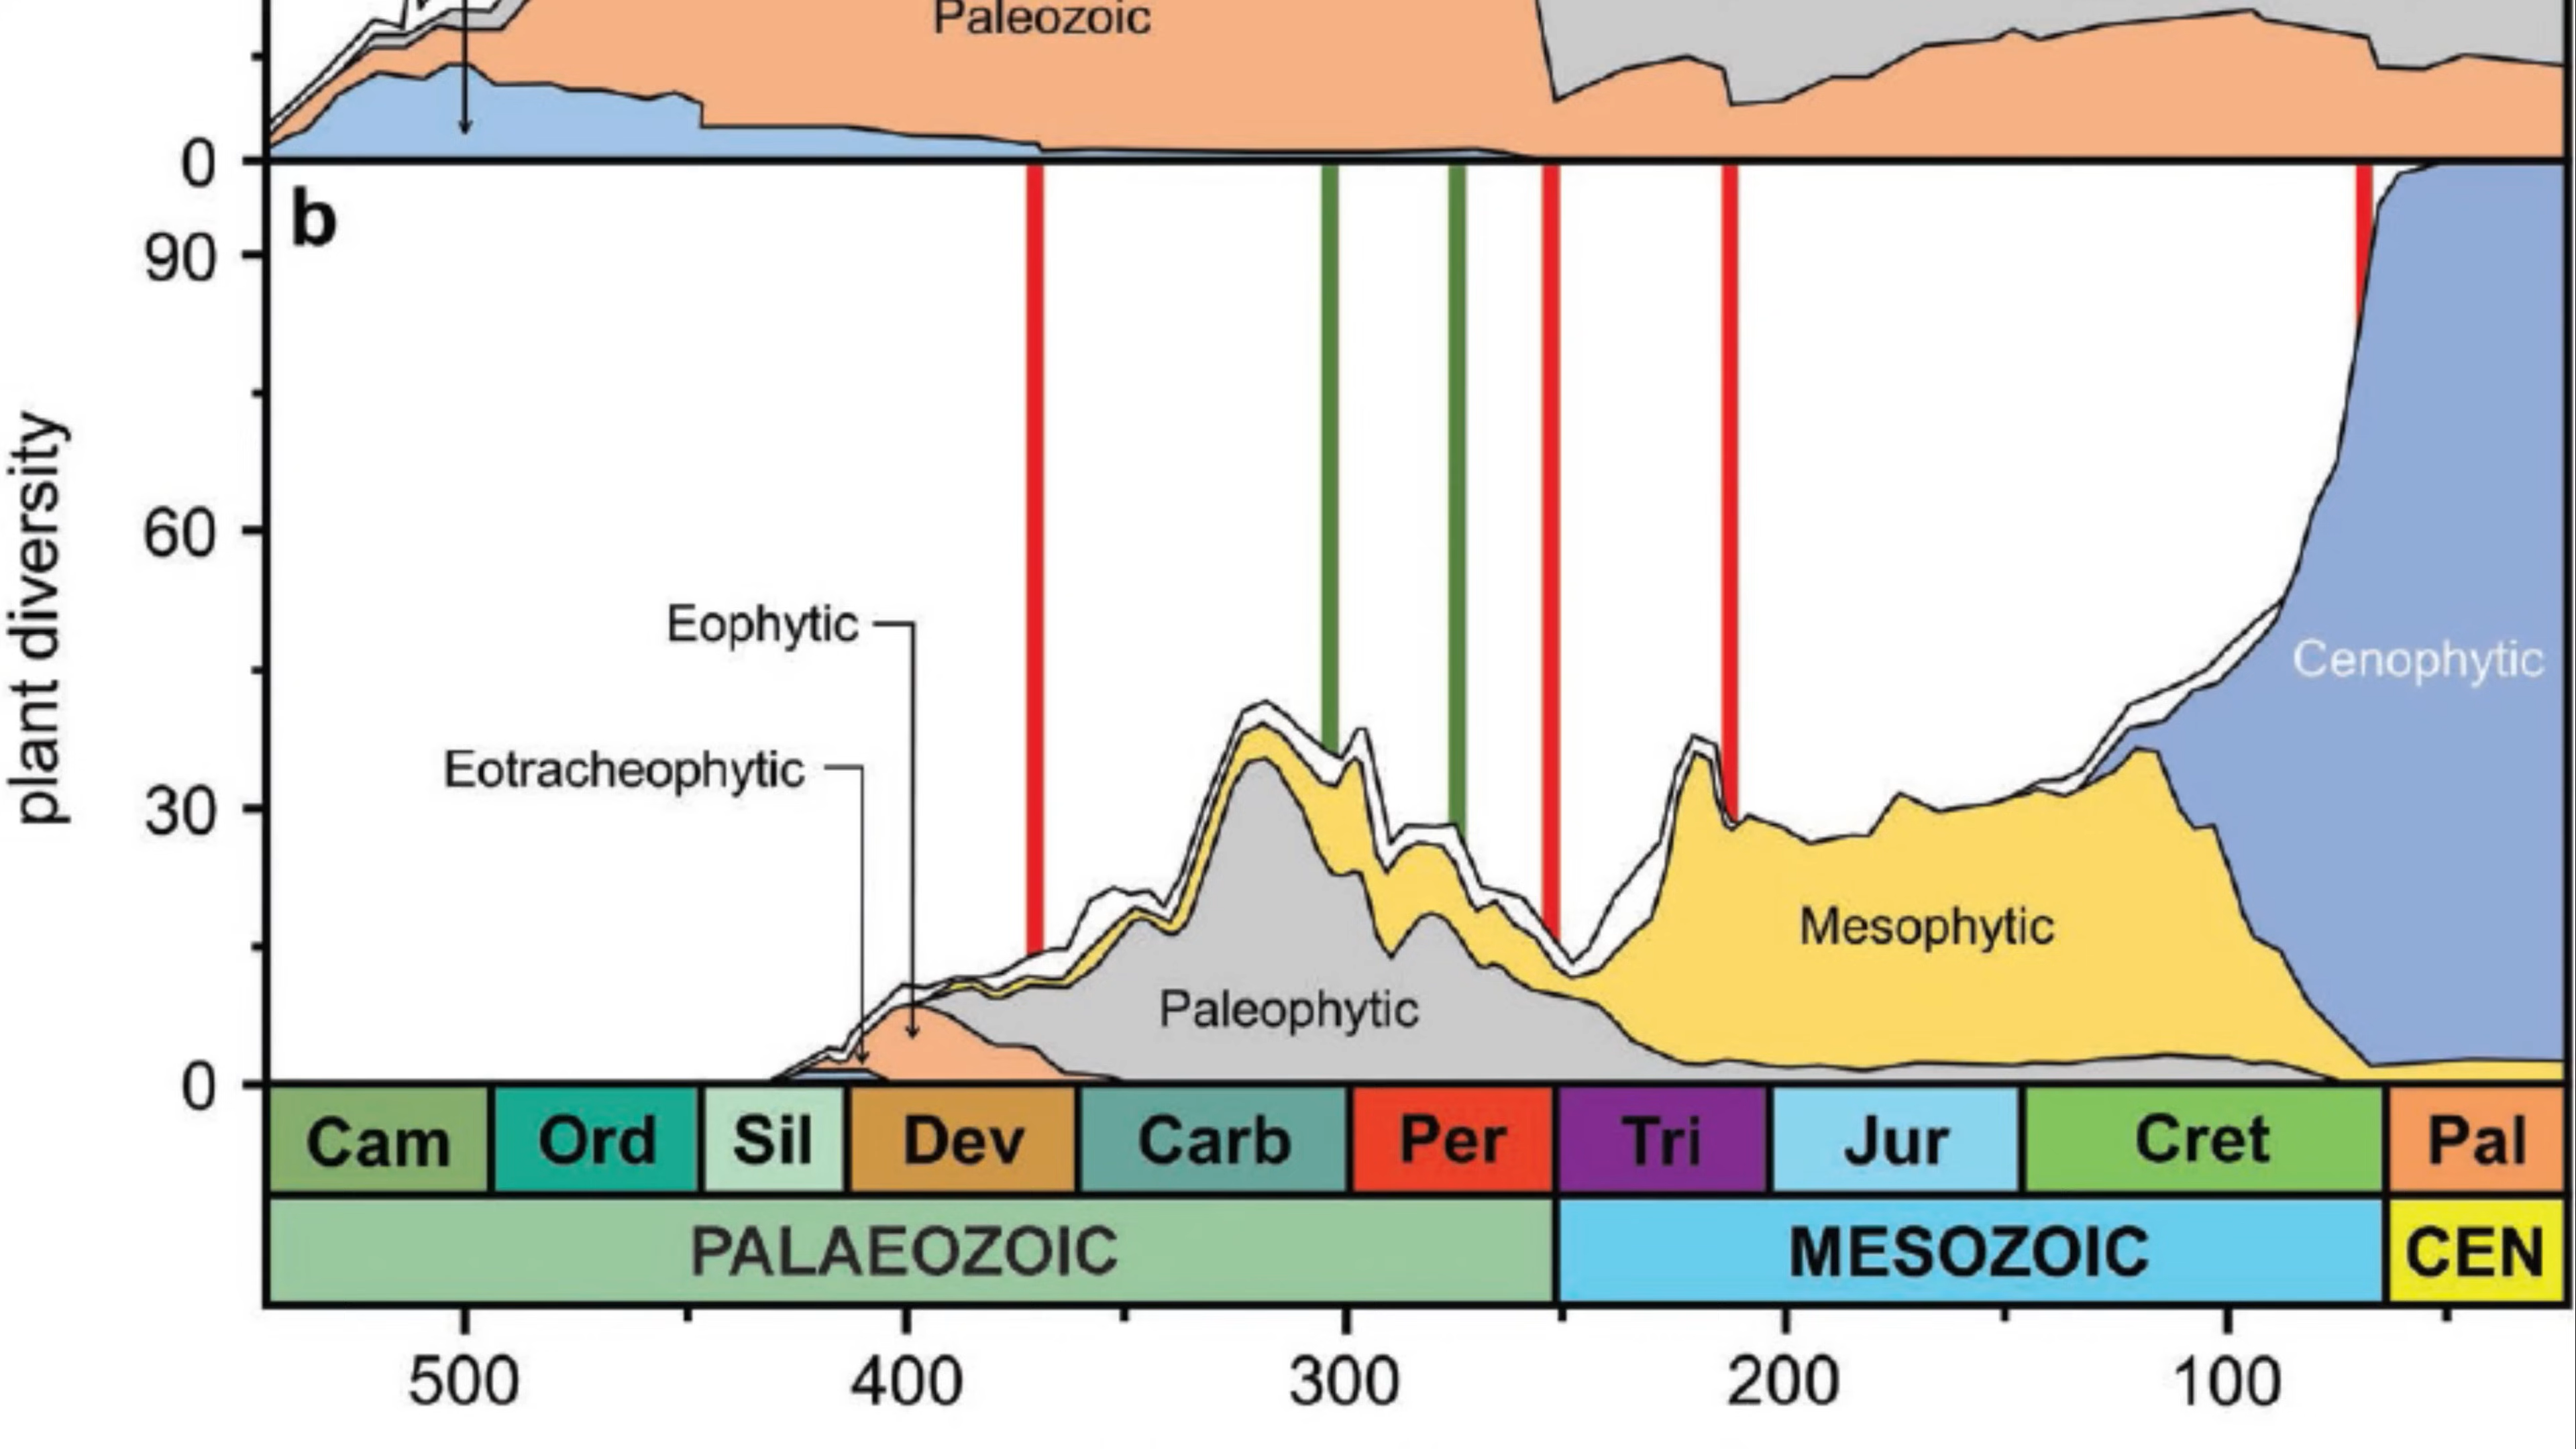 Paleozoic
0
b
90
60
30
0
plant diversity
Eophytic
Eotracheophytic
Cenophytic
Mesophytic
Paleophytic
Cam Ord Sil Dev Carb Per Tri Jur Cret Pal
PALAEOZOIC MESOZOIC CEN
500 400 300 200 100